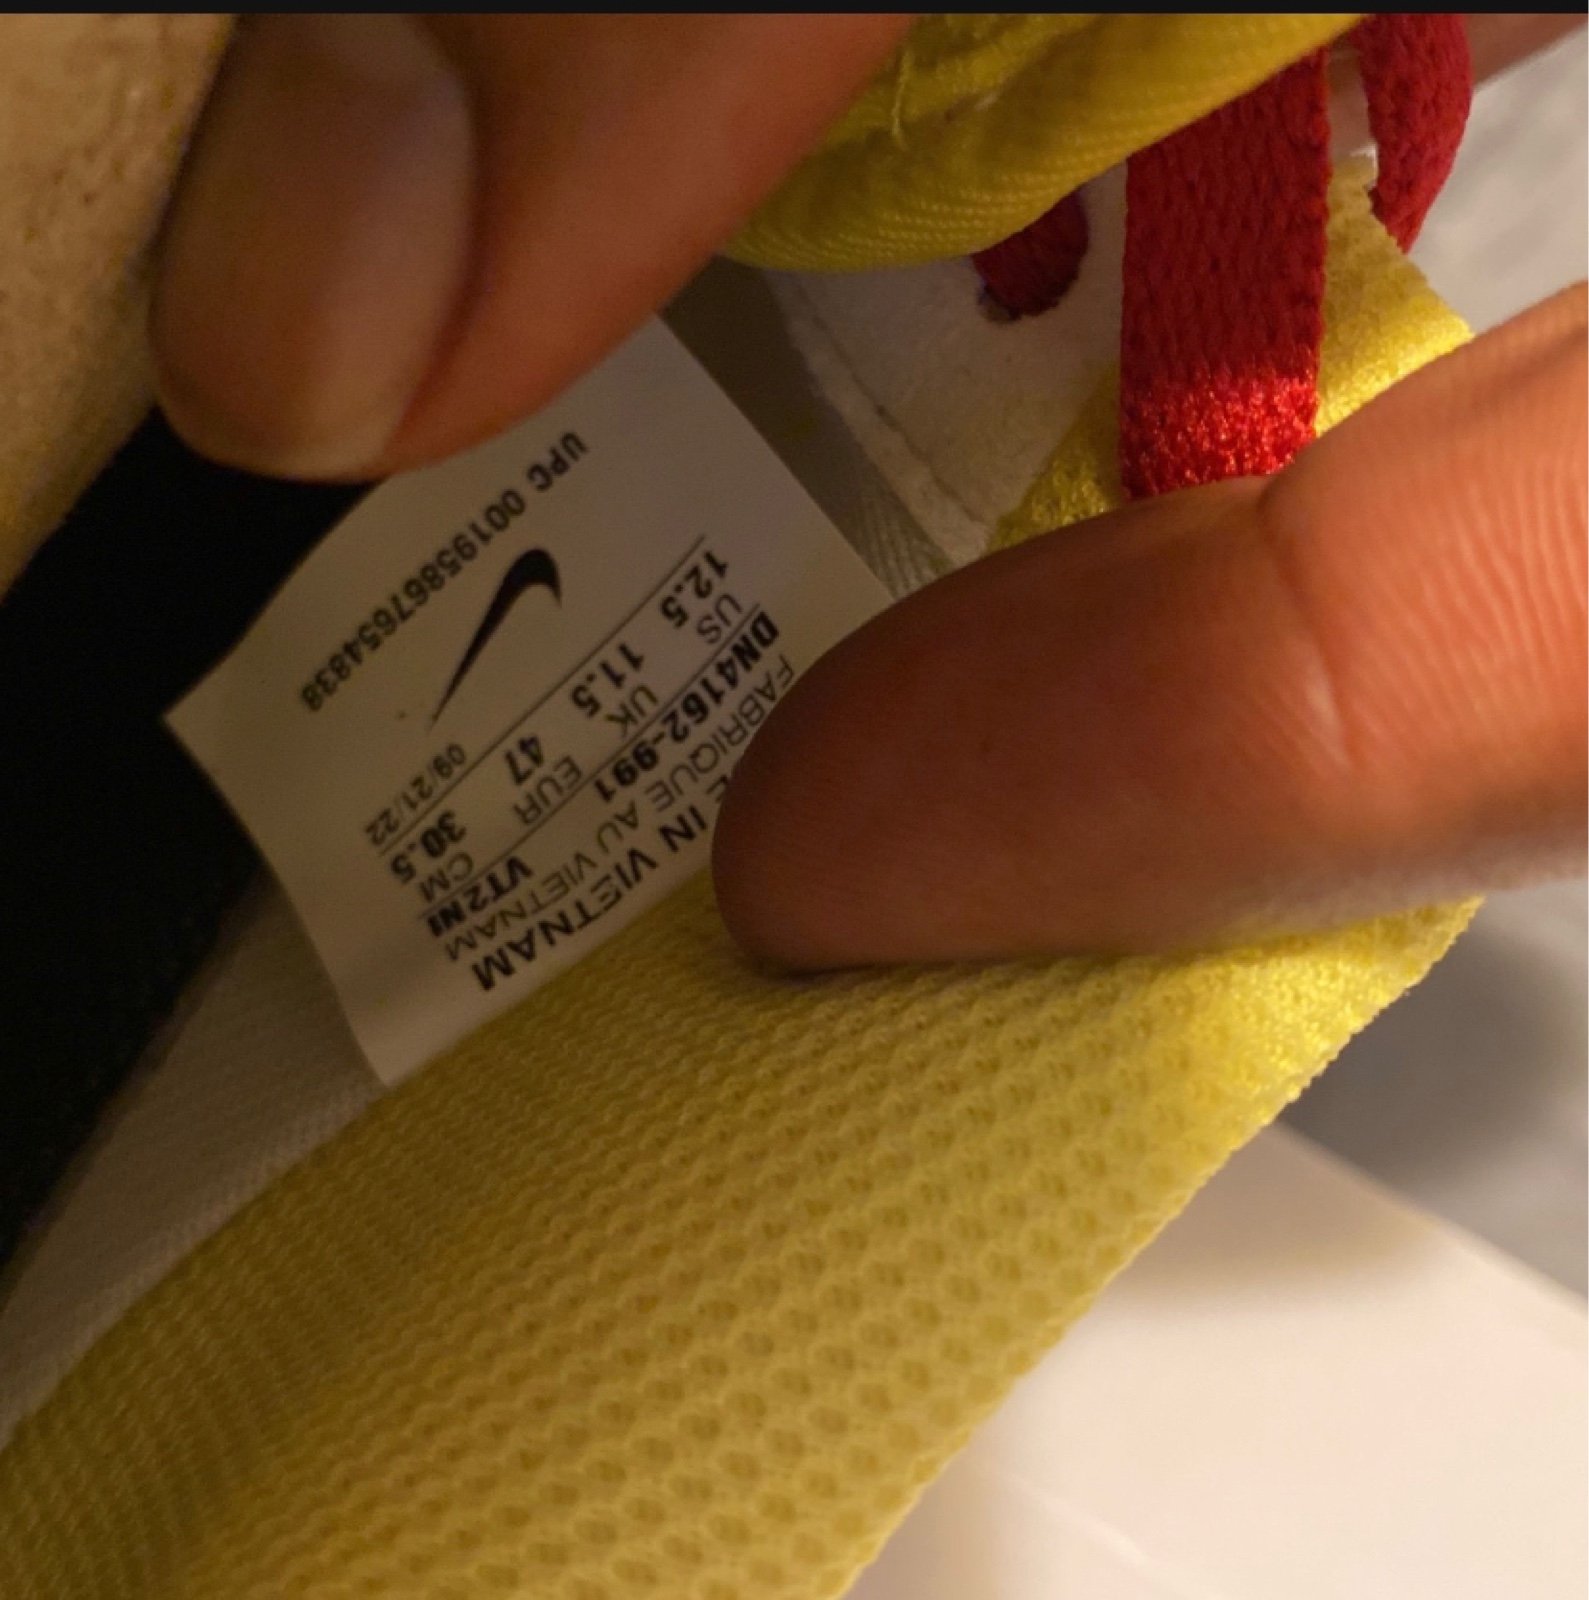 IN VIETNAM
FABRIQUE AU VIETNAM
DN4162-991 VT2N1
US UK EUR CM
12.5 11.5 47 30.5
09/21/22
UPC 00195867654838